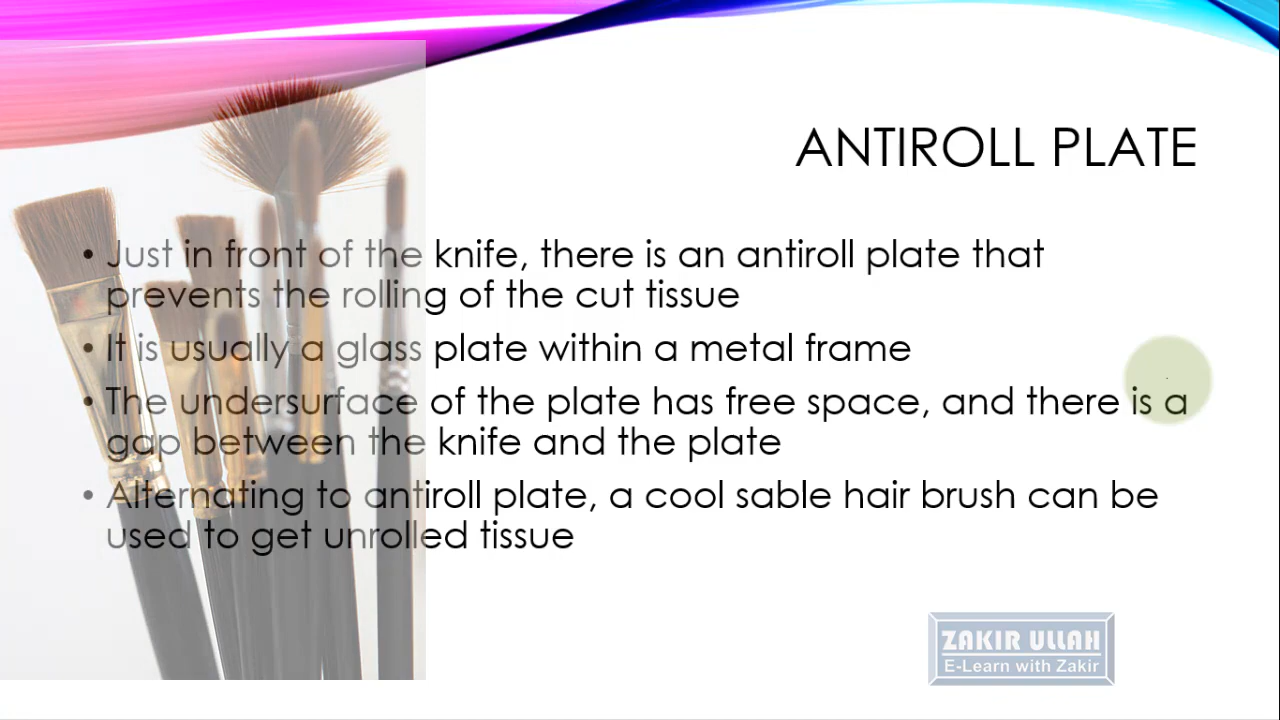 ANTIROLL PLATE
• Just in front of the knife, there is an antiroll plate that
prevents the rolling of the cut tissue
• It is usually a glass plate within a metal frame
• The undersurface of the plate has free space, and there is a
gap between the knife and the plate
• Alternating to antiroll plate, a cool sable hair brush can be
used to get unrolled tissue
ZAKIR ULLAH
E-Learn with Zakir